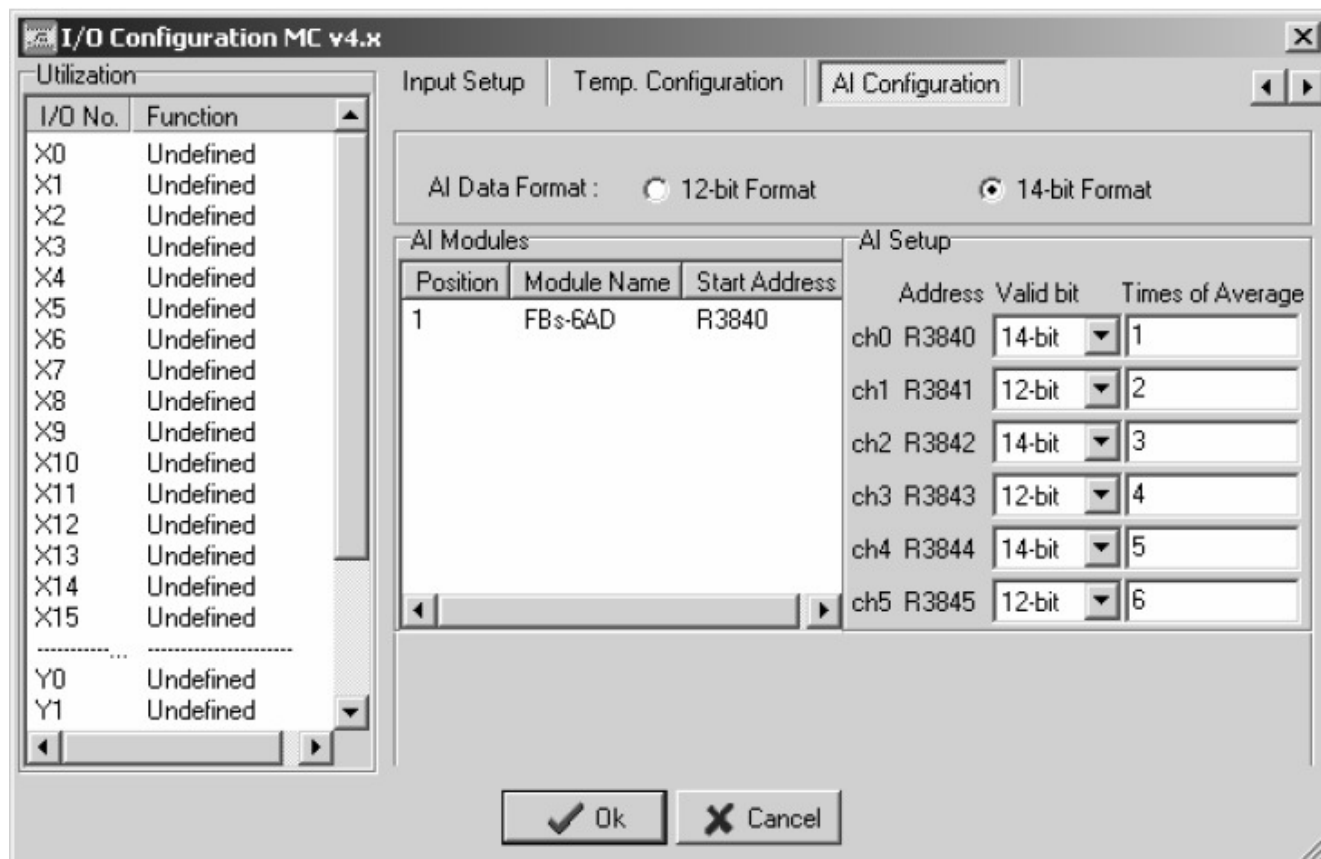 I/O Configuration MC v4.x
Utilization
I/O No. Function
X0 Undefined
X1 Undefined
X2 Undefined
X3 Undefined
X4 Undefined
X5 Undefined
X6 Undefined
X7 Undefined
X8 Undefined
X9 Undefined
X10 Undefined
X11 Undefined
X12 Undefined
X13 Undefined
X14 Undefined
X15 Undefined
-----------... ----------------------
Y0 Undefined
Y1 Undefined
Input Setup Temp. Configuration AI Configuration
AI Data Format : 12-bit Format 14-bit Format
AI Modules
Position Module Name Start Address
1 FBs-6AD R3840
AI Setup
Address Valid bit Times of Average
ch0 R3840 14-bit 1
ch1 R3841 12-bit 2
ch2 R3842 14-bit 3
ch3 R3843 12-bit 4
ch4 R3844 14-bit 5
ch5 R3845 12-bit 6
Ok Cancel